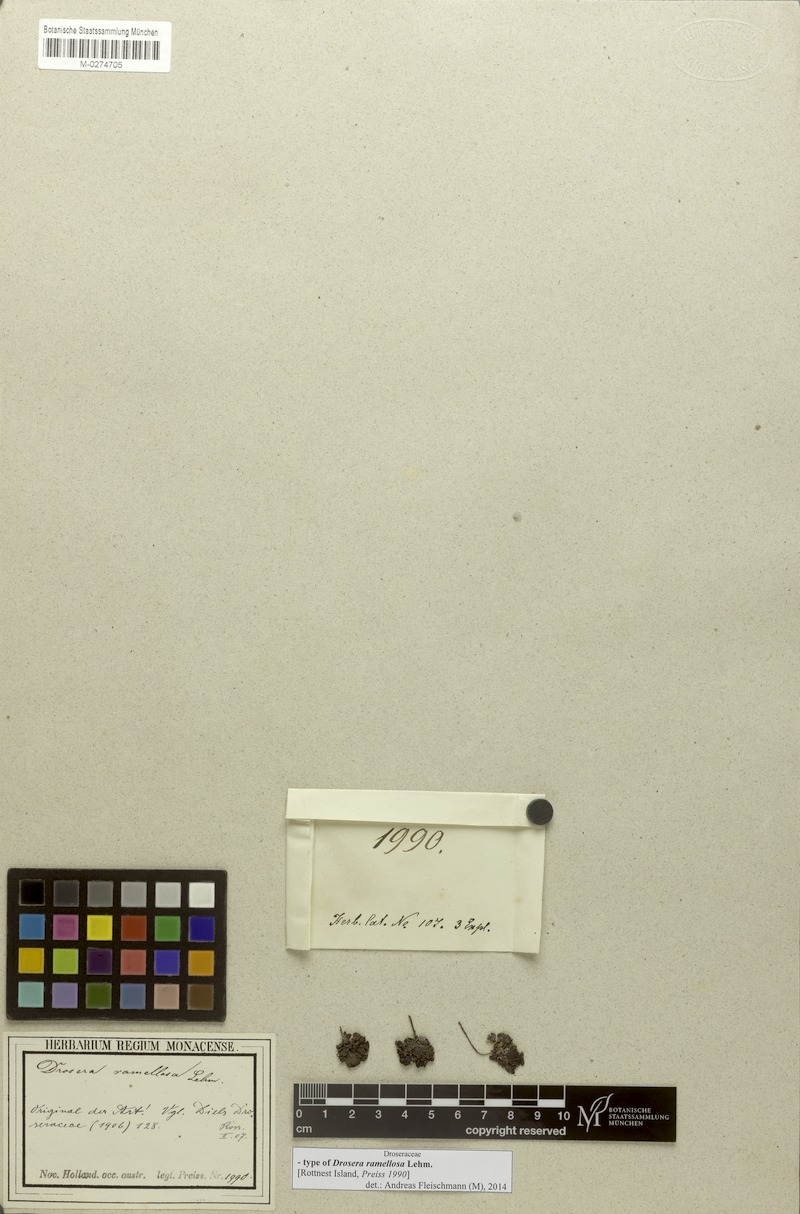 Botanische Staatssammlung München
M-0274705
1990.
Herb. Cat. No 107. 3 Expl.
HERBARIUM REGIUM MONACENSE.
Drosera ramellosa Lehm.
Original der Art! Vgl. Diels Dro-
seraceae (1906) 128.
Ross.
X. 07.
Nov. Holland. occ. austr. legt. Preiss. Nr. 1990.
0 1 2 3 4 5 6 7 8 9 10
cm
copyright reserved
BOTANISCHE
STAATSSAMMLUNG
MÜNCHEN
Droseraceae
- type of Drosera ramellosa Lehm.
[Rottnest Island, Preiss 1990]
det.: Andreas Fleischmann (M), 2014